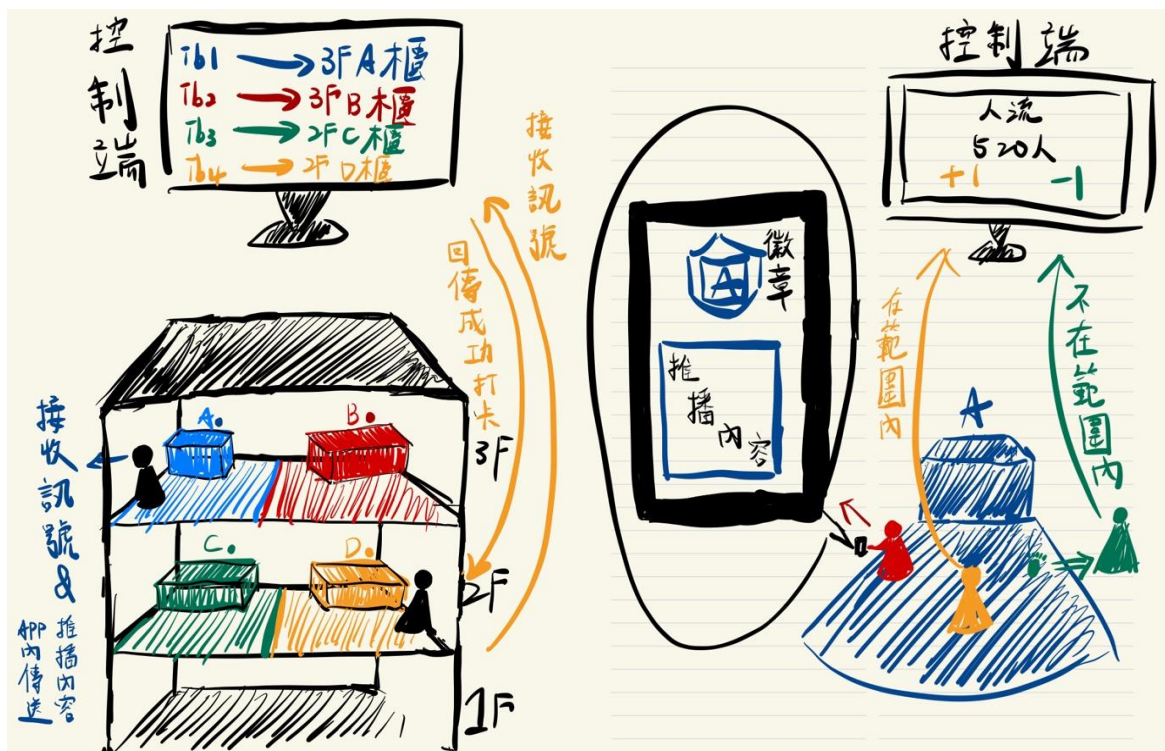 控制端
Tb1 → 3F A櫃
Tb2 → 3F B櫃
Tb3 → 2F C櫃
Tb4 → 2F D櫃
接收訊號
回傳成功打卡
A
B
3F
C
D
2F
1F
接收訊號&
推播內容
APP內傳送
徽章
A
推播內容
控制端
人流
520人
+1
-1
在範圍內
不在範圍內
A